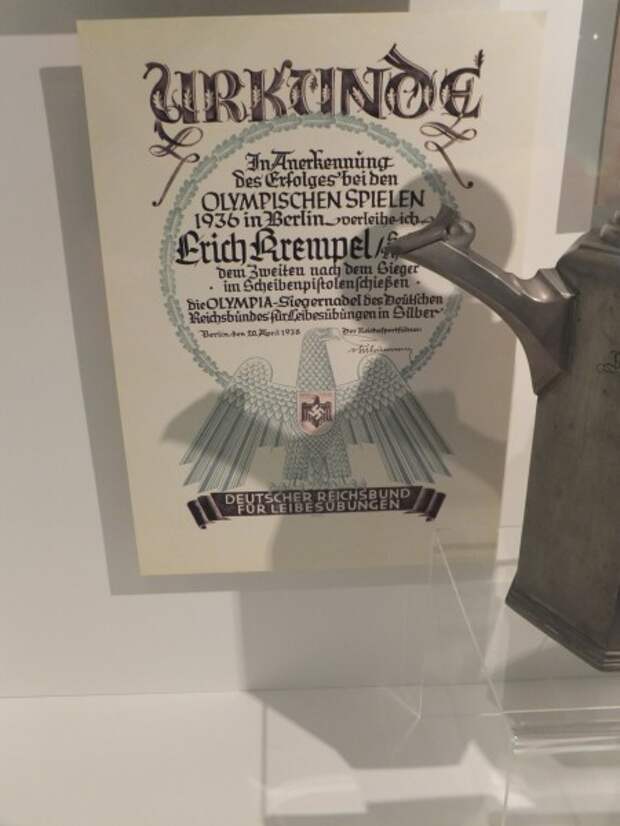 URKUNDE
In Anerkennung
des Erfolges bei den
OLYMPISCHEN SPIELEN
1936 in Berlin verleihe ich
Erich Krempel/
dem Zweiten nach dem Sieger
· im Scheibenpistolenschießen ·
die OLYMPIA-Siegernadel des Deutschen
Reichsbundes für Leibesübungen in Silber
Berlin, den 20. April 1938 Der Reichssportführer:
DEUTSCHER REICHSBUND
FÜR LEIBESÜBUNGEN